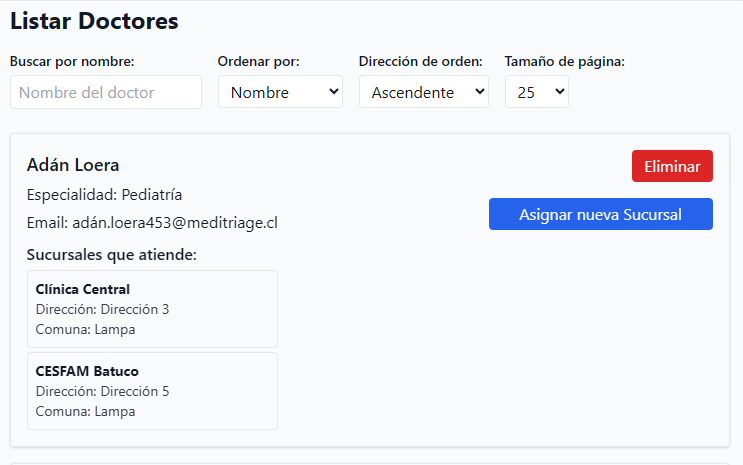 Listar Doctores
Buscar por nombre: Ordenar por: Dirección de orden: Tamaño de página:
Nombre del doctor Nombre Ascendente 25
Adán Loera Eliminar
Especialidad: Pediatría
Asignar nueva Sucursal
Email: adán.loera453@meditriage.cl
Sucursales que atiende:
Clínica Central
Dirección: Dirección 3
Comuna: Lampa
CESFAM Batuco
Dirección: Dirección 5
Comuna: Lampa